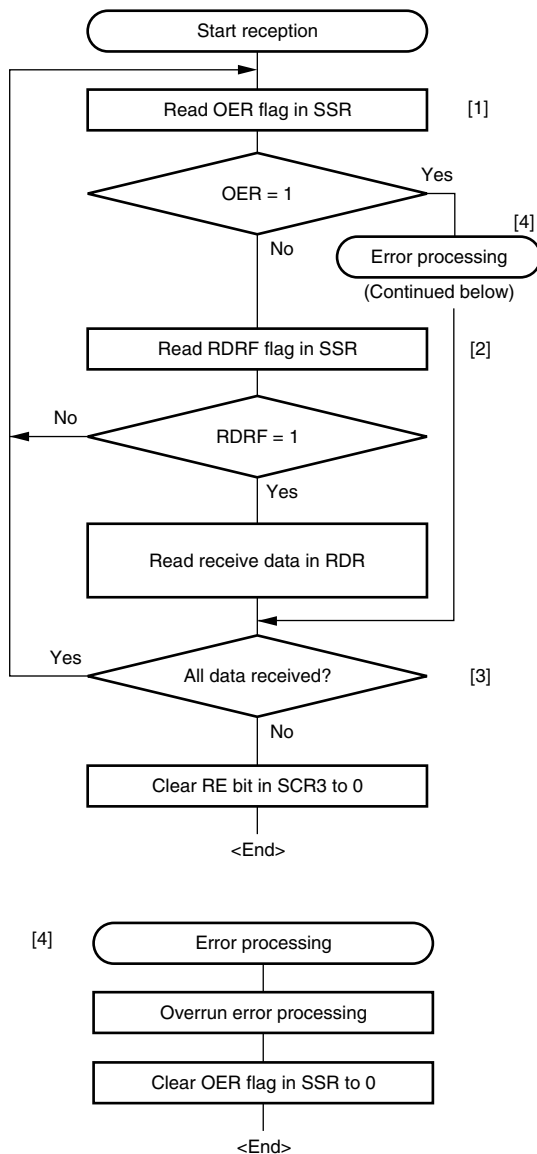 Start reception
Read OER flag in SSR
[1]
OER = 1
Yes
No
[4]
Error processing
(Continued below)
Read RDRF flag in SSR
[2]
No
RDRF = 1
Yes
Read receive data in RDR
Yes
All data received?
[3]
No
Clear RE bit in SCR3 to 0
<End>
[4]
Error processing
Overrun error processing
Clear OER flag in SSR to 0
<End>